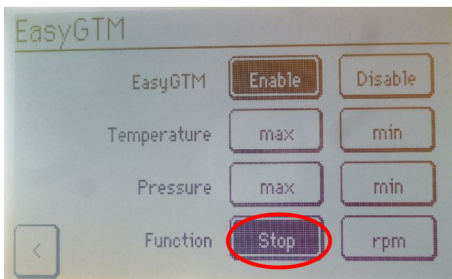 EasyGTM
EasyGTM Enable Disable
Temperature max min
Pressure max min
Function Stop rpm
<